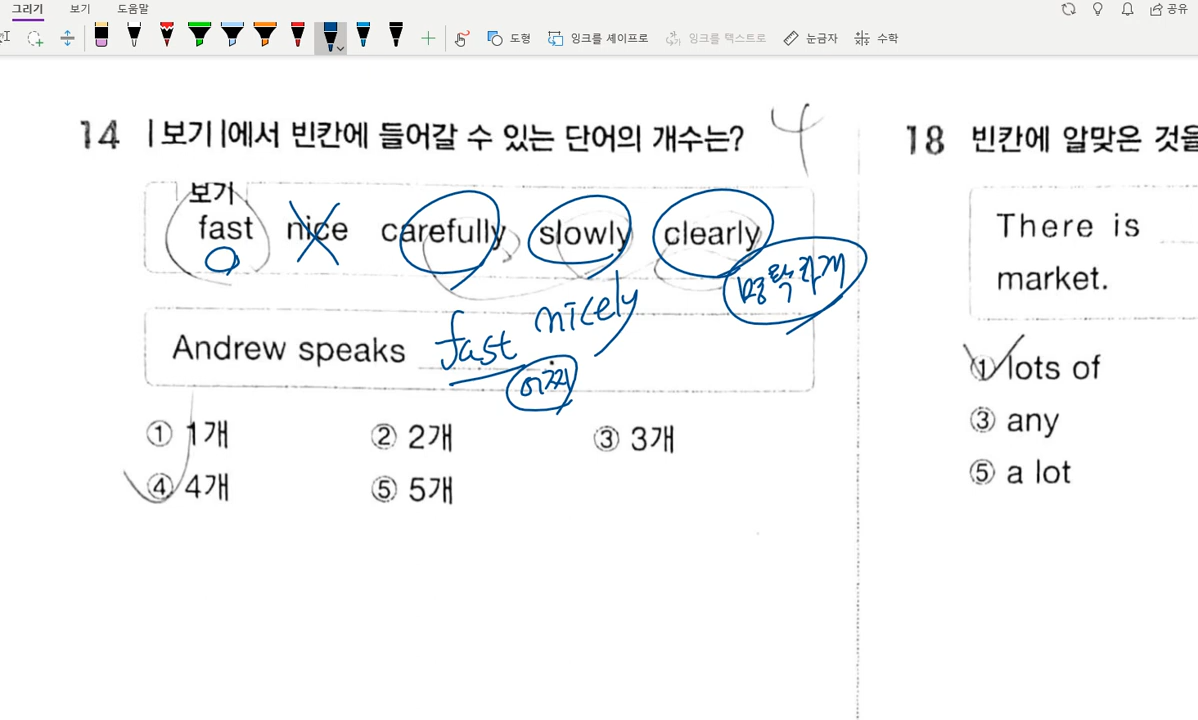 그리기 보기 도움말
공유
도형 잉크를 셰이프로 잉크를 텍스트로 눈금자 수학
14 |보기|에서 빈칸에 들어갈 수 있는 단어의 개수는? 4
보기
fast nice carefully slowly clearly
명확하게
nicely
Andrew speaks fast
어찌
① 1개 ② 2개 ③ 3개
④ 4개 ⑤ 5개
18 빈칸에 알맞은 것을
There is
market.
① lots of
③ any
⑤ a lot